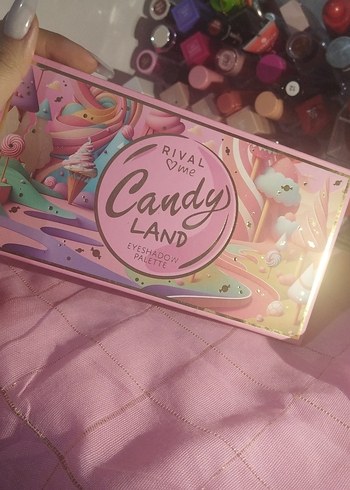 RIVAL
♡me
Candy
LAND
EYESHADOW
PALETTE